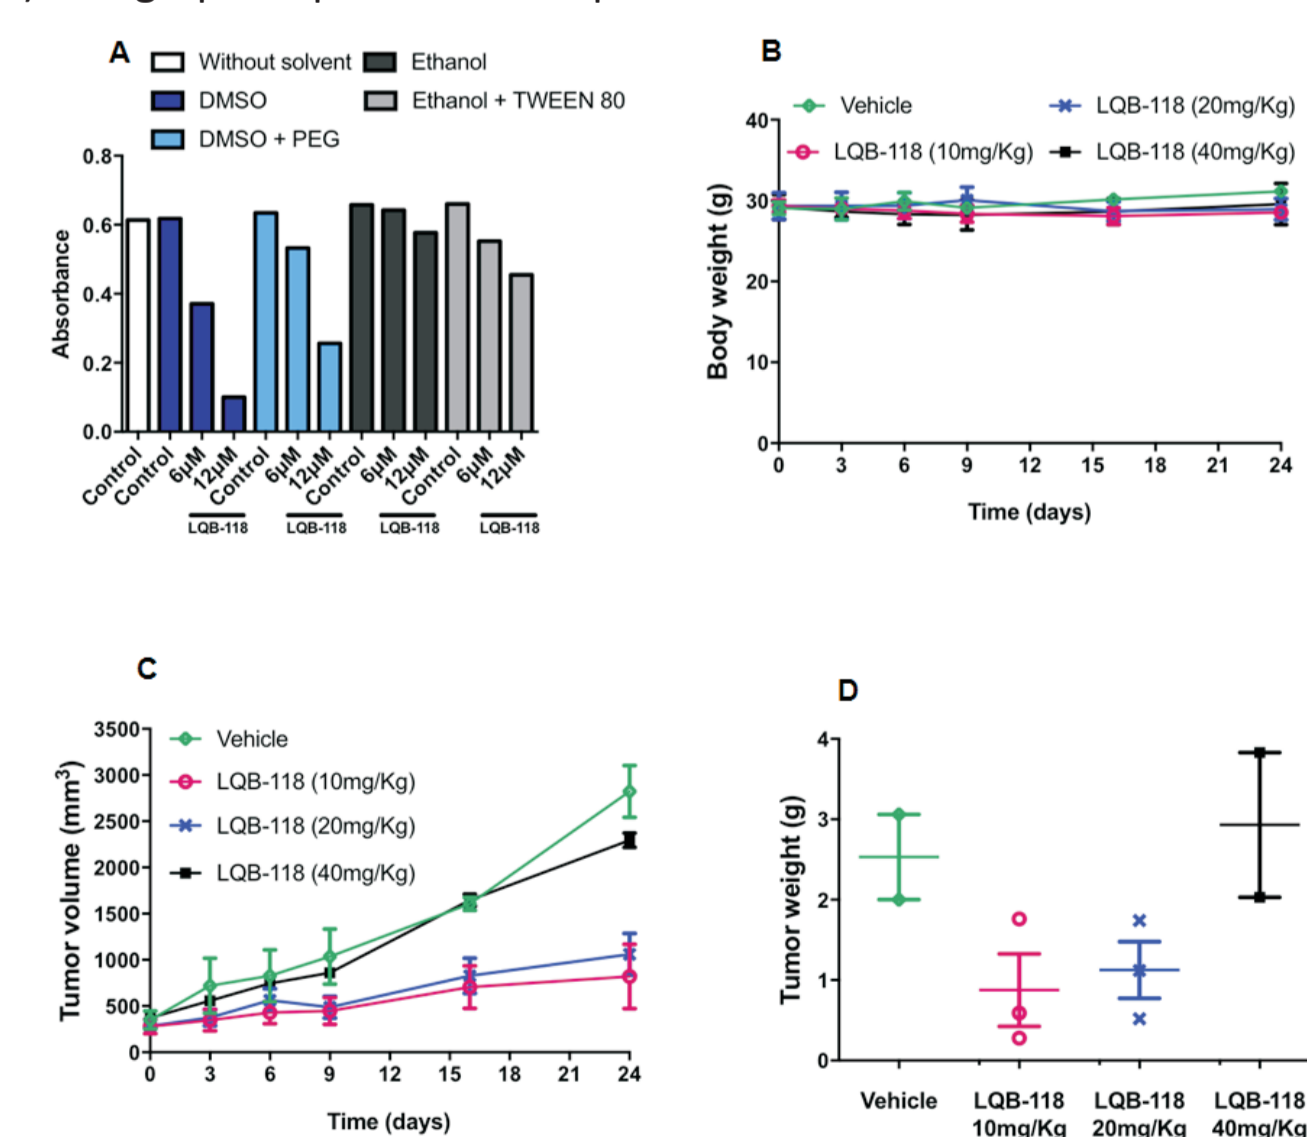 A
Without solvent
Ethanol
DMSO
Ethanol + TWEEN 80
DMSO + PEG
Absorbance
0.8
0.6
0.4
0.2
0.0
Control
Control
6µM
12µM
Control
6µM
12µM
Control
6µM
12µM
Control
6µM
12µM
LQB-118
LQB-118
LQB-118
LQB-118
B
Vehicle
LQB-118 (20mg/Kg)
LQB-118 (10mg/Kg)
LQB-118 (40mg/Kg)
Body weight (g)
40
30
20
10
0
0 3 6 9 12 15 18 21 24
Time (days)
C
Vehicle
LQB-118 (10mg/Kg)
LQB-118 (20mg/Kg)
LQB-118 (40mg/Kg)
Tumor volume (mm³)
3500
3000
2500
2000
1500
1000
500
0
0 3 6 9 12 15 18 21 24
Time (days)
D
Tumor weight (g)
4
3
2
1
0
Vehicle
LQB-118
10mg/Kg
LQB-118
20mg/Kg
LQB-118
40mg/Kg